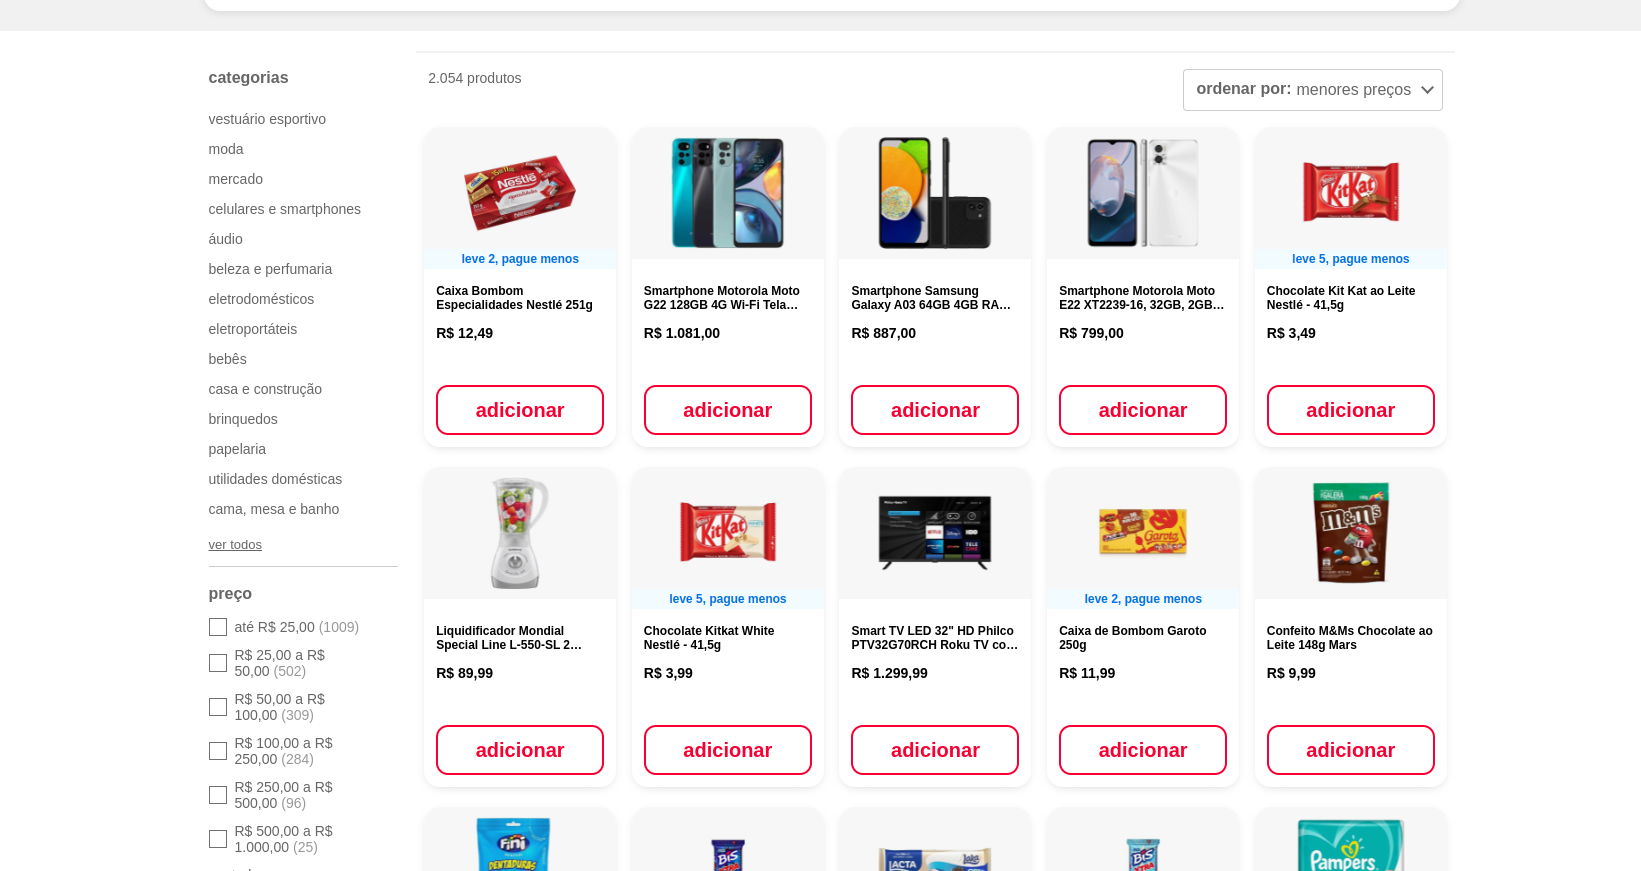 categorias
vestuário esportivo
moda
mercado
celulares e smartphones
áudio
beleza e perfumaria
eletrodomésticos
eletroportáteis
bebês
casa e construção
brinquedos
papelaria
utilidades domésticas
cama, mesa e banho
ver todos
preço
até R$ 25,00 (1009)
R$ 25,00 a R$
50,00 (502)
R$ 50,00 a R$
100,00 (309)
R$ 100,00 a R$
250,00 (284)
R$ 250,00 a R$
500,00 (96)
R$ 500,00 a R$
1.000,00 (25)
2.054 produtos
ordenar por: menores preços
Nestlé
leve 2, pague menos
Caixa Bombom
Especialidades Nestlé 251g
R$ 12,49
adicionar
Smartphone Motorola Moto
G22 128GB 4G Wi-Fi Tela…
R$ 1.081,00
adicionar
Smartphone Samsung
Galaxy A03 64GB 4GB RA…
R$ 887,00
adicionar
Smartphone Motorola Moto
E22 XT2239-16, 32GB, 2GB…
R$ 799,00
adicionar
KitKat
leve 5, pague menos
Chocolate Kit Kat ao Leite
Nestlé - 41,5g
R$ 3,49
adicionar
Liquidificador Mondial
Special Line L-550-SL 2…
R$ 89,99
adicionar
KitKat
leve 5, pague menos
Chocolate Kitkat White
Nestlé - 41,5g
R$ 3,99
adicionar
Smart TV LED 32" HD Philco
PTV32G70RCH Roku TV co…
R$ 1.299,99
adicionar
Garoto
leve 2, pague menos
Caixa de Bombom Garoto
250g
R$ 11,99
adicionar
m&m's
Confeito M&Ms Chocolate ao
Leite 148g Mars
R$ 9,99
adicionar
Fini
DENTADURAS
BIS
XTRA
LACTA
Laka
BIS
XTRA
Pampers